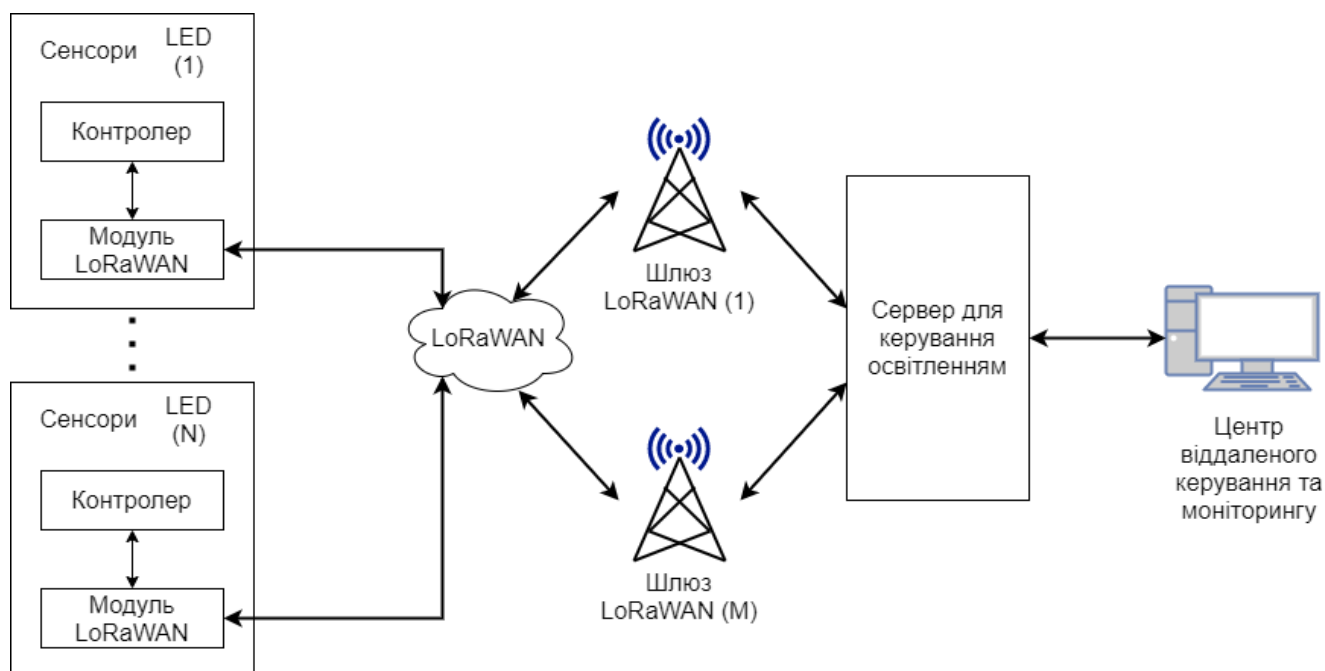 Сенсори
LED
(1)
Контролер
Модуль
LoRaWAN
Сенсори
LED
(N)
Контролер
Модуль
LoRaWAN
LoRaWAN
Шлюз
LoRaWAN (1)
Шлюз
LoRaWAN (M)
Сервер для
керування
освітленням
Центр
віддаленого
керування та
моніторингу